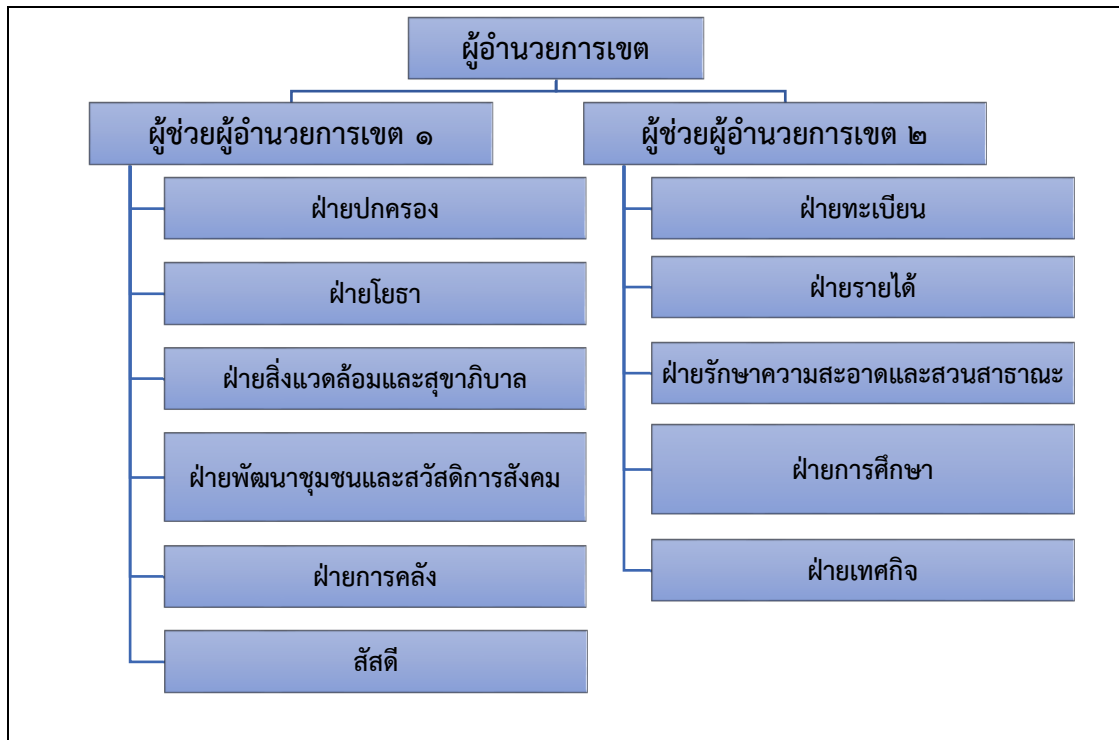 ผู้อำนวยการเขต
ผู้ช่วยผู้อำนวยการเขต ๑
ฝ่ายปกครอง
ฝ่ายโยธา
ฝ่ายสิ่งแวดล้อมและสุขาภิบาล
ฝ่ายพัฒนาชุมชนและสวัสดิการสังคม
ฝ่ายการคลัง
สัสดี
ผู้ช่วยผู้อำนวยการเขต ๒
ฝ่ายทะเบียน
ฝ่ายรายได้
ฝ่ายรักษาความสะอาดและสวนสาธาณะ
ฝ่ายการศึกษา
ฝ่ายเทศกิจ